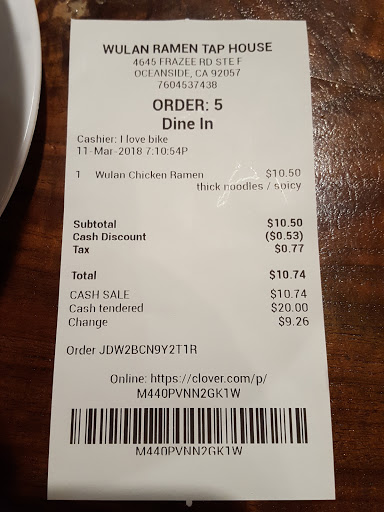 WULAN RAMEN TAP HOUSE
4645 FRAZEE RD STE F
OCEANSIDE, CA 92057
7604537438
ORDER: 5
Dine In
Cashier: I love bike
11-Mar-2018 7:10:54P
1 Wulan Chicken Ramen $10.50
thick noodles / spicy
Subtotal $10.50
Cash Discount ($0.53)
Tax $0.77
Total $10.74
CASH SALE $10.74
Cash tendered $20.00
Change $9.26
Order JDW2BCN9Y2T1R
Online: https://clover.com/p/
M440PVNN2GK1W
M440PVNN2GK1W